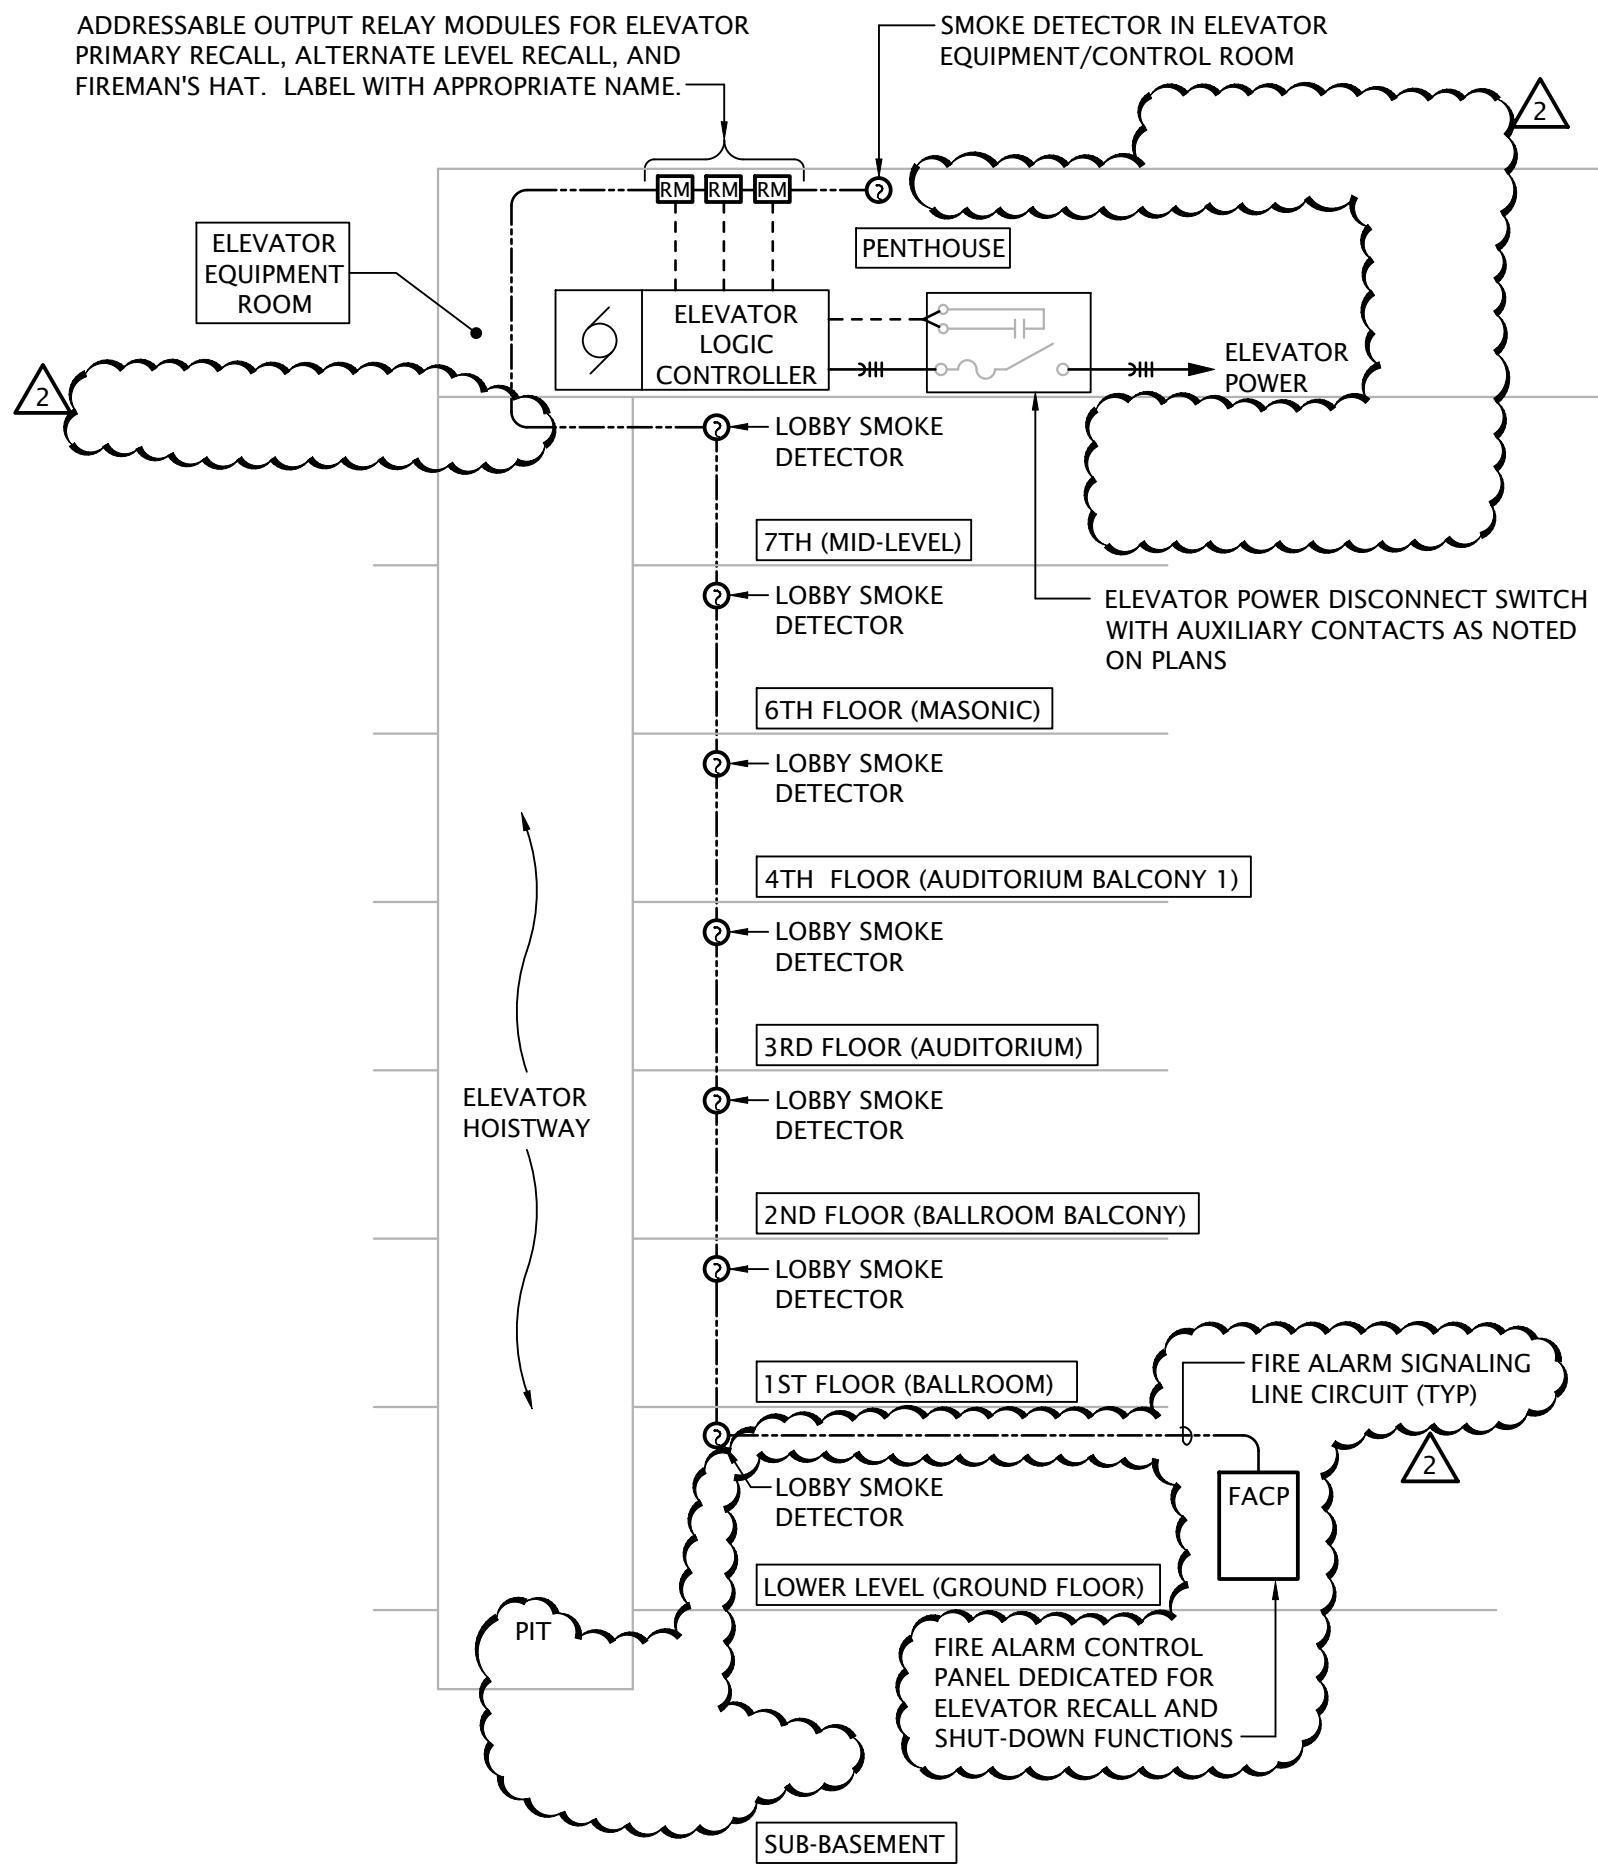 ADDRESSABLE OUTPUT RELAY MODULES FOR ELEVATOR
PRIMARY RECALL, ALTERNATE LEVEL RECALL, AND
FIREMAN'S HAT.  LABEL WITH APPROPRIATE NAME.
SMOKE DETECTOR IN ELEVATOR
EQUIPMENT/CONTROL ROOM
2
RM RM RM
PENTHOUSE
ELEVATOR
EQUIPMENT
ROOM
ELEVATOR
LOGIC
CONTROLLER
ELEVATOR
POWER
2
LOBBY SMOKE
DETECTOR
7TH (MID-LEVEL)
LOBBY SMOKE
DETECTOR
ELEVATOR POWER DISCONNECT SWITCH
WITH AUXILIARY CONTACTS AS NOTED
ON PLANS
6TH FLOOR (MASONIC)
LOBBY SMOKE
DETECTOR
4TH  FLOOR (AUDITORIUM BALCONY 1)
LOBBY SMOKE
DETECTOR
3RD FLOOR (AUDITORIUM)
ELEVATOR
HOISTWAY
LOBBY SMOKE
DETECTOR
2ND FLOOR (BALLROOM BALCONY)
LOBBY SMOKE
DETECTOR
1ST FLOOR (BALLROOM)
FIRE ALARM SIGNALING
LINE CIRCUIT (TYP)
2
LOBBY SMOKE
DETECTOR
FACP
LOWER LEVEL (GROUND FLOOR)
PIT
FIRE ALARM CONTROL
PANEL DEDICATED FOR
ELEVATOR RECALL AND
SHUT-DOWN FUNCTIONS
SUB-BASEMENT